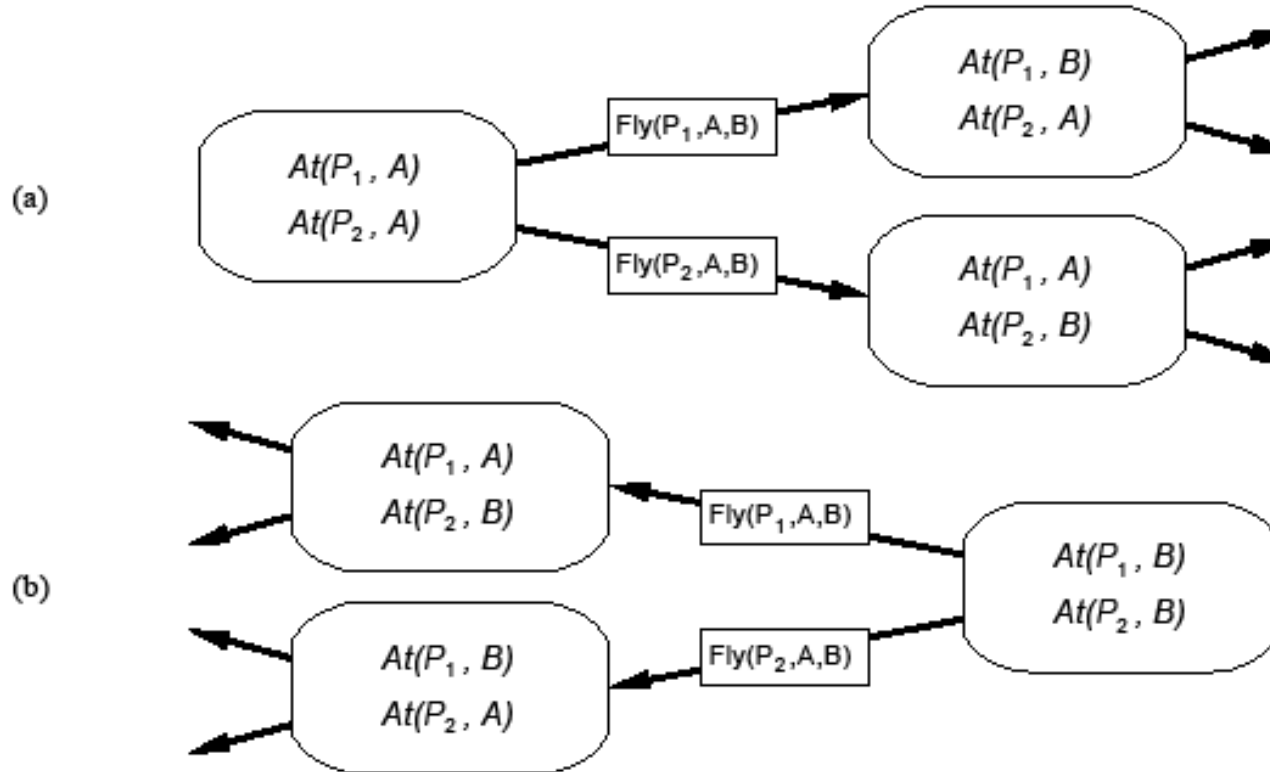 (a)
At(P₁, A)
At(P₂, A)
Fly(P₁,A,B)
Fly(P₂,A,B)
At(P₁, B)
At(P₂, A)
At(P₁, A)
At(P₂, B)
(b)
At(P₁, A)
At(P₂, B)
At(P₁, B)
At(P₂, A)
Fly(P₁,A,B)
Fly(P₂,A,B)
At(P₁, B)
At(P₂, B)